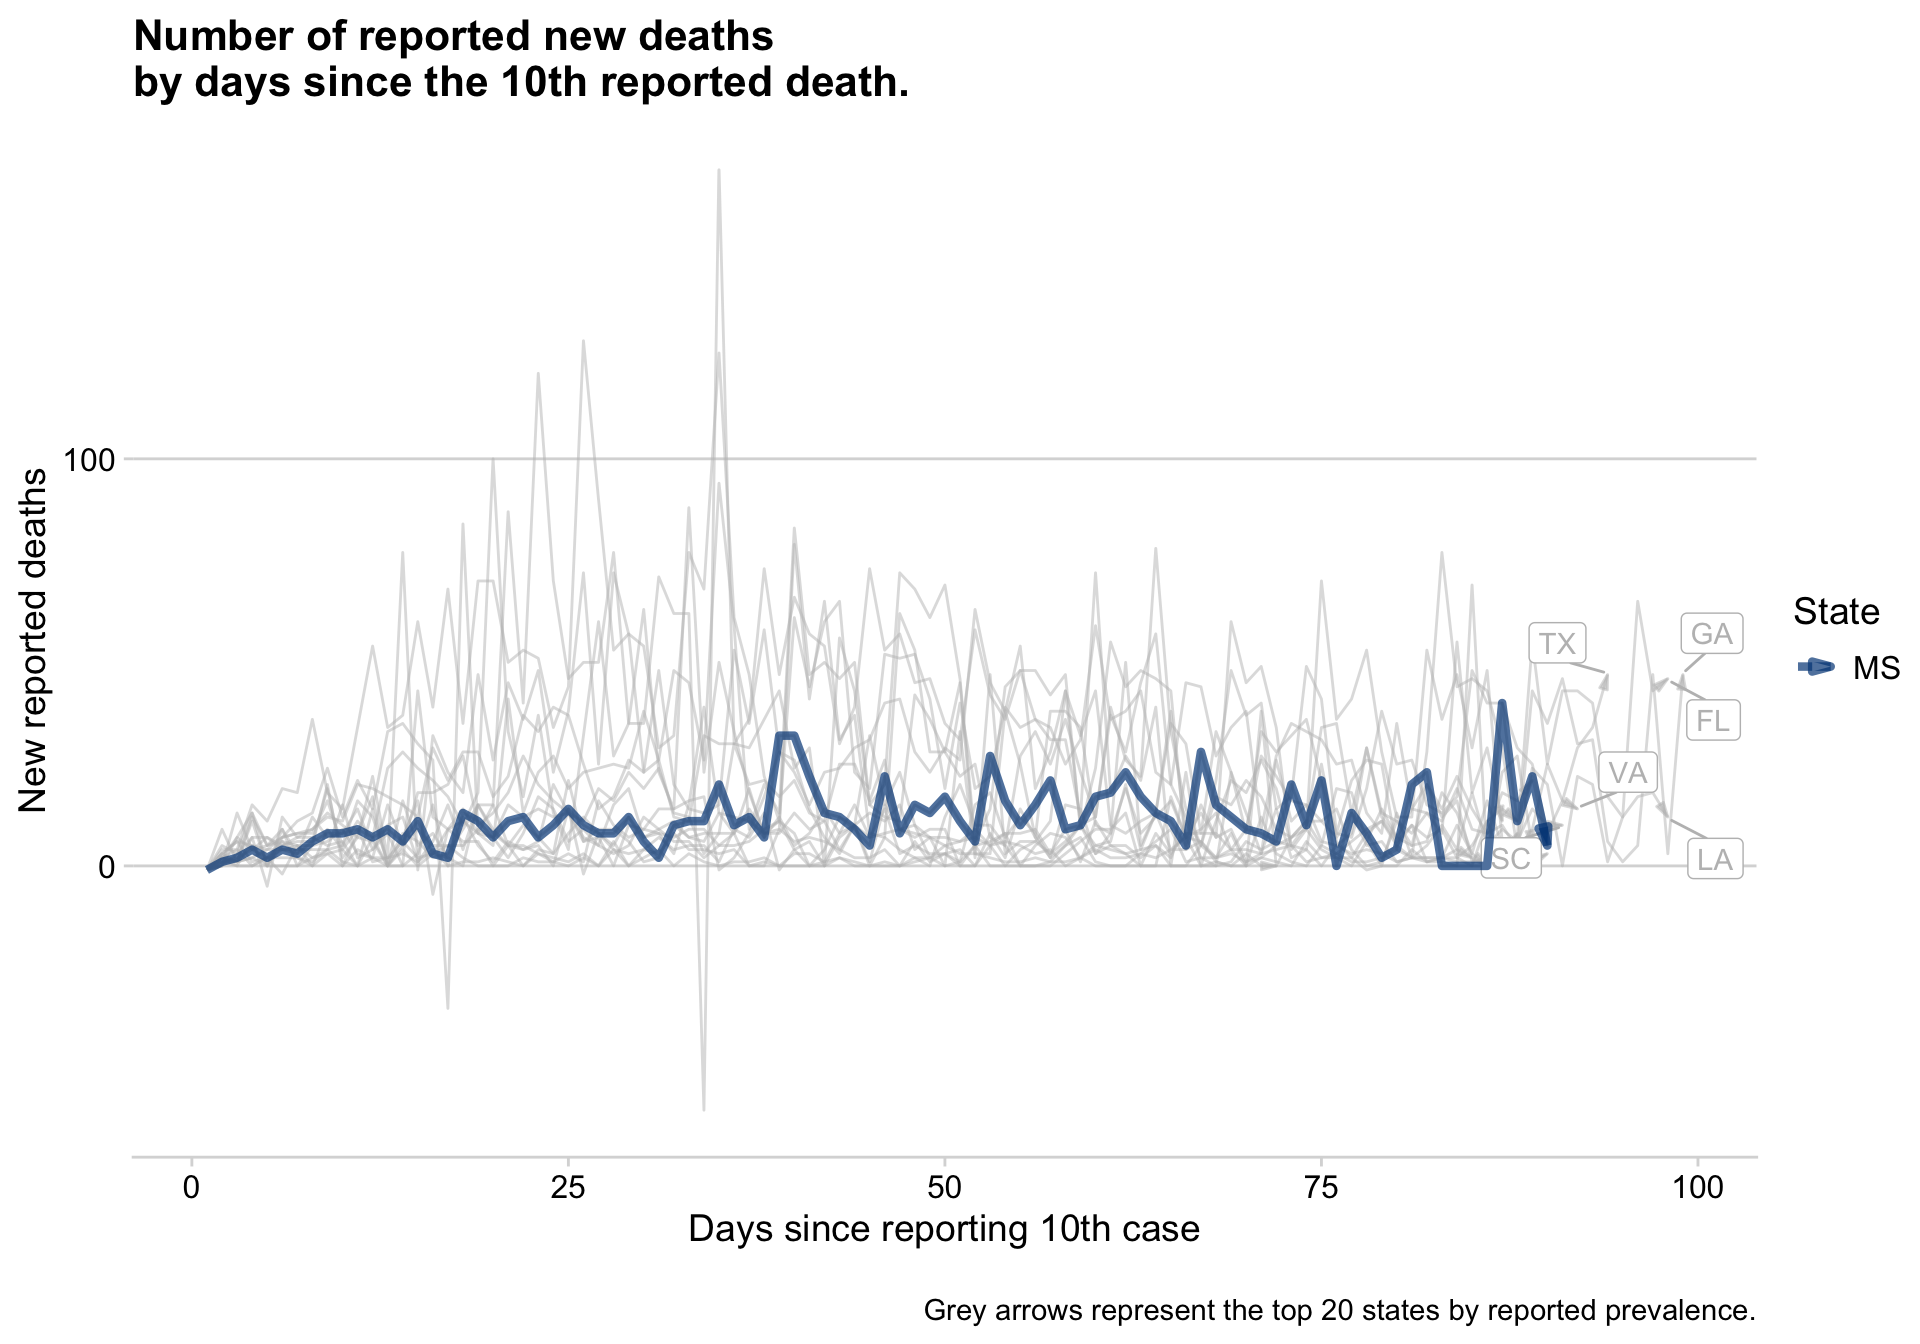 Number of reported new deaths
by days since the 10th reported death.
New reported deaths
100
0
TX
GA
FL
VA
SC
LA
State
MS
0
25
50
75
100
Days since reporting 10th case
Grey arrows represent the top 20 states by reported prevalence.